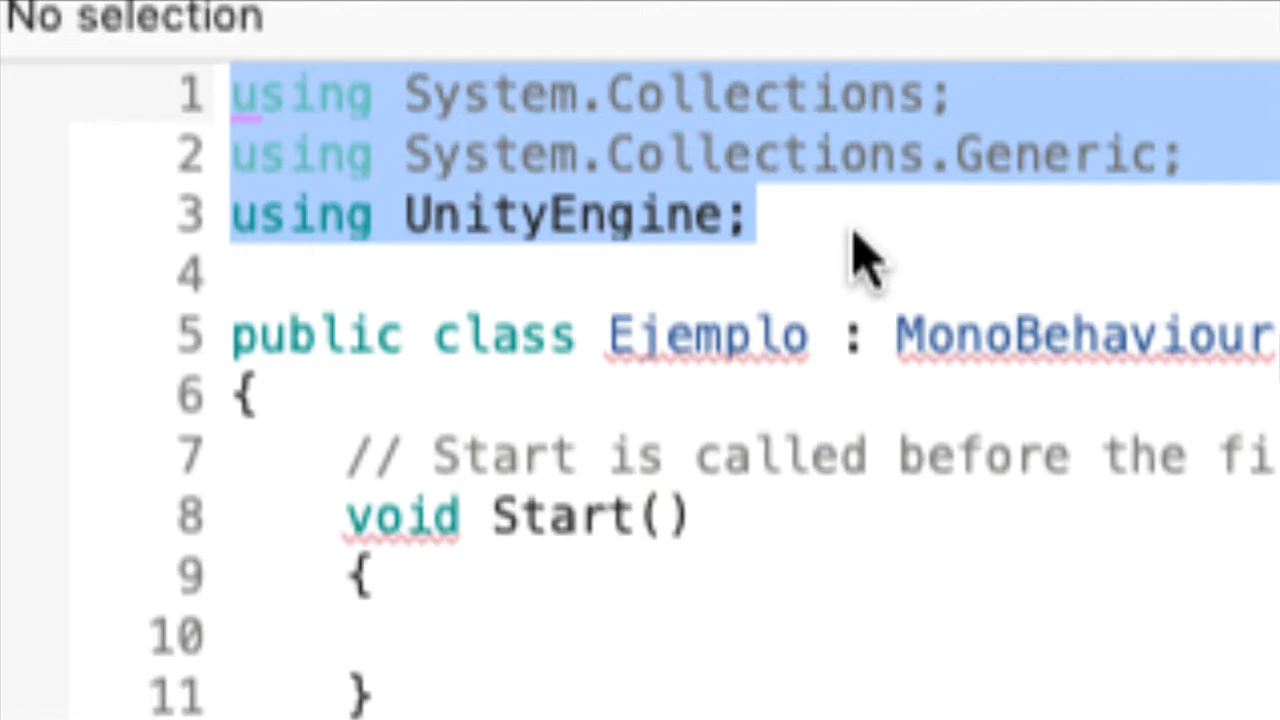 No selection
1 using System.Collections;
2 using System.Collections.Generic;
3 using UnityEngine;
4
5 public class Ejemplo : MonoBehaviour
6 {
7 // Start is called before the fi
8 void Start()
9 {
10
11 }